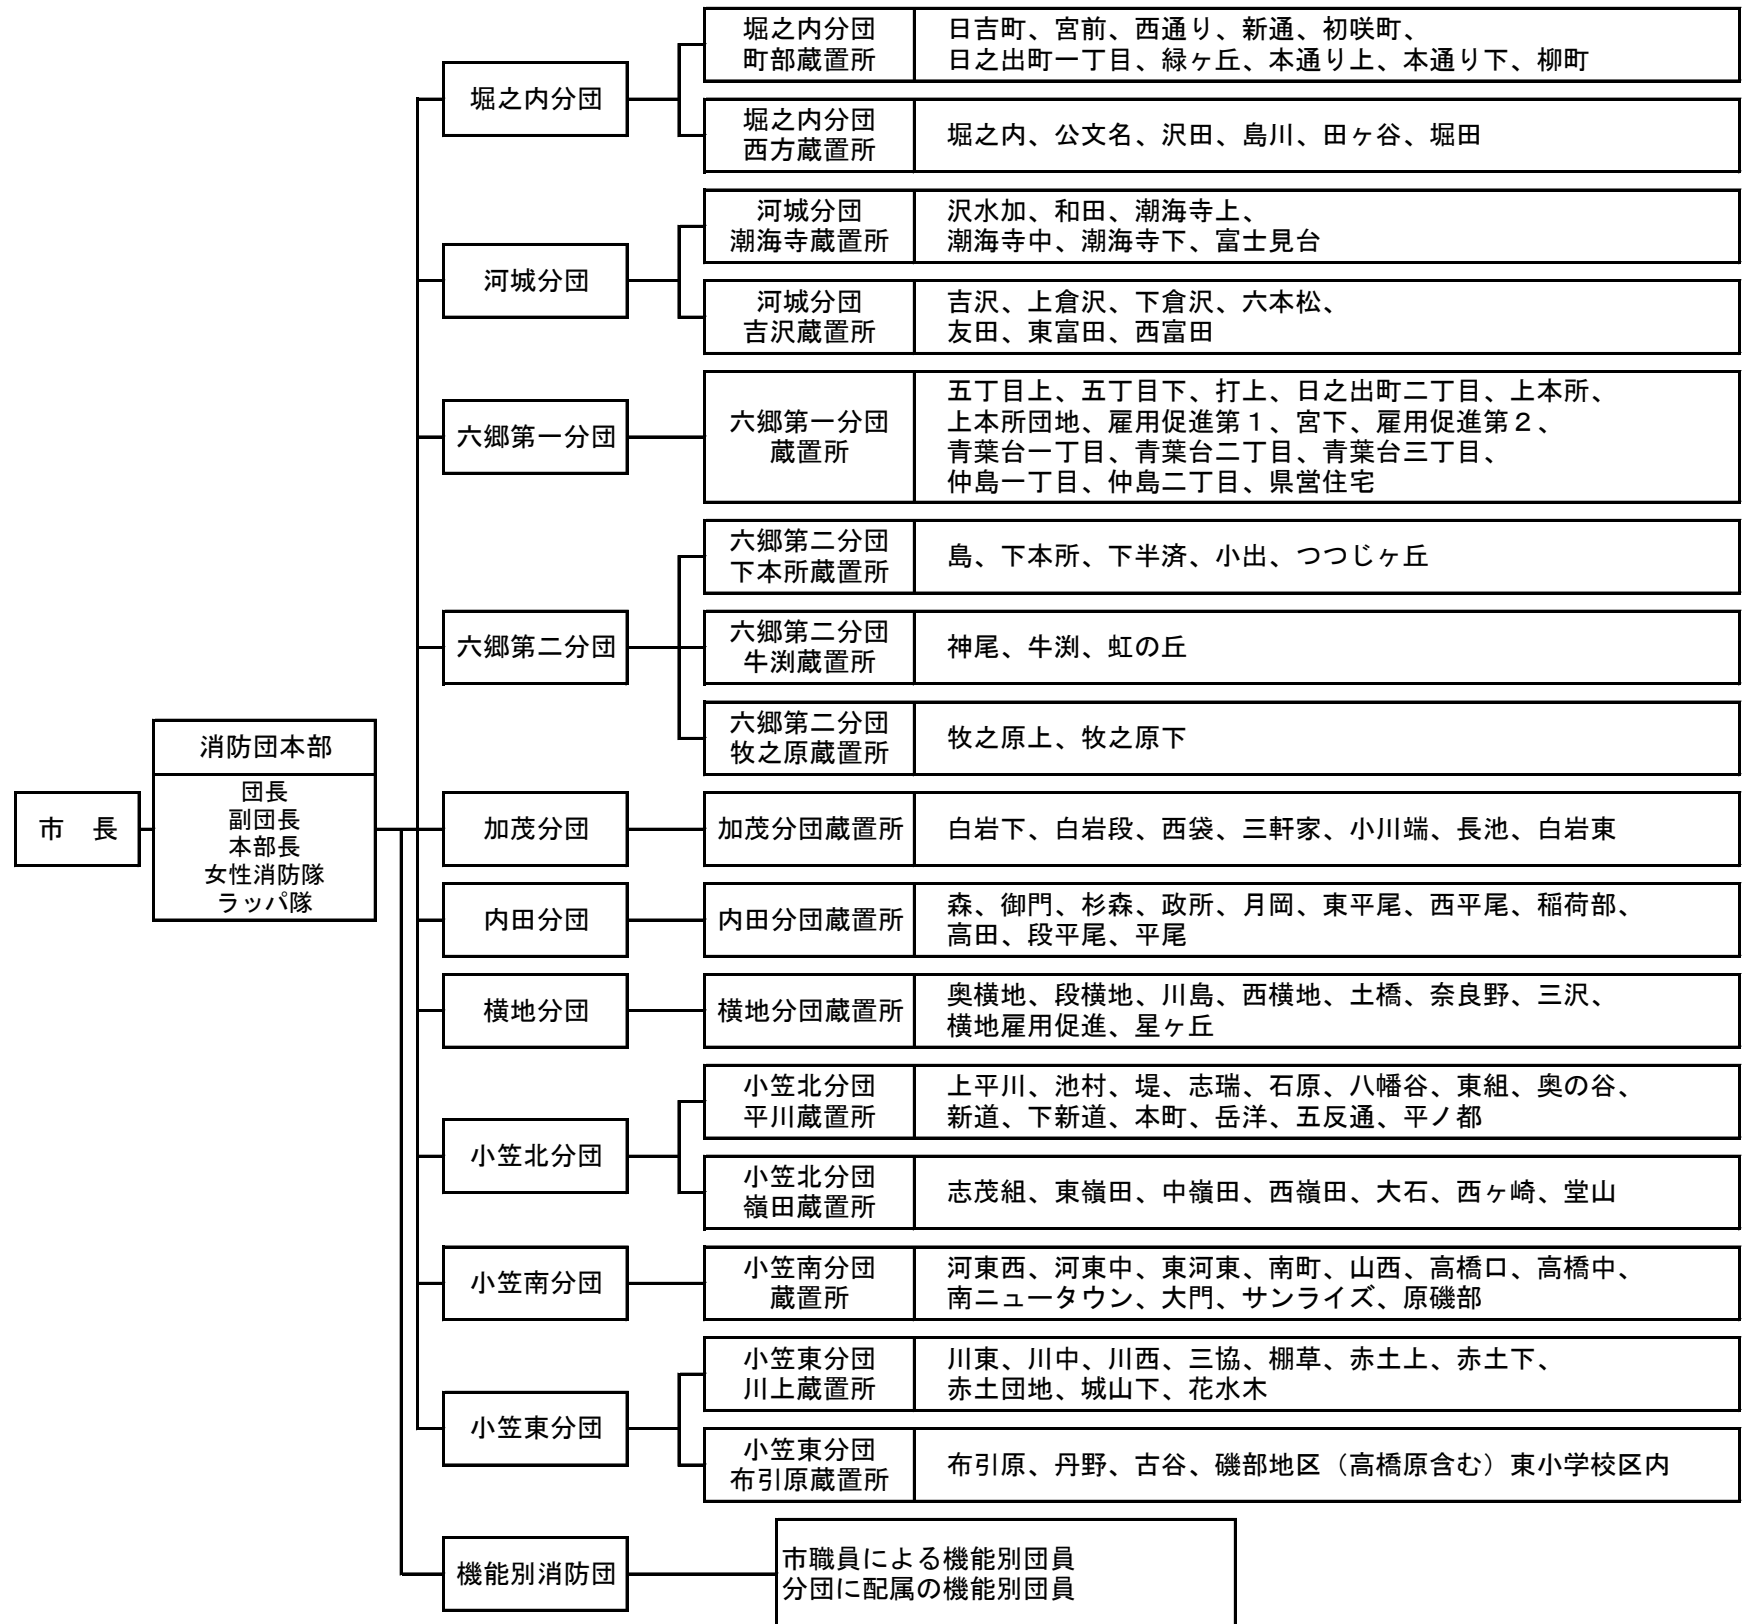 市　長
消防団本部
団長
副団長
本部長
女性消防隊
ラッパ隊
堀之内分団
堀之内分団
町部蔵置所
日吉町、宮前、西通り、新通、初咲町、
日之出町一丁目、緑ヶ丘、本通り上、本通り下、柳町
堀之内分団
西方蔵置所
堀之内、公文名、沢田、島川、田ヶ谷、堀田
河城分団
河城分団
潮海寺蔵置所
沢水加、和田、潮海寺上、
潮海寺中、潮海寺下、富士見台
河城分団
吉沢蔵置所
吉沢、上倉沢、下倉沢、六本松、
友田、東富田、西富田
六郷第一分団
六郷第一分団
蔵置所
五丁目上、五丁目下、打上、日之出町二丁目、上本所、
上本所団地、雇用促進第１、宮下、雇用促進第２、
青葉台一丁目、青葉台二丁目、青葉台三丁目、
仲島一丁目、仲島二丁目、県営住宅
六郷第二分団
六郷第二分団
下本所蔵置所
島、下本所、下半済、小出、つつじヶ丘
六郷第二分団
牛渕蔵置所
神尾、牛渕、虹の丘
六郷第二分団
牧之原蔵置所
牧之原上、牧之原下
加茂分団
加茂分団蔵置所
白岩下、白岩段、西袋、三軒家、小川端、長池、白岩東
内田分団
内田分団蔵置所
森、御門、杉森、政所、月岡、東平尾、西平尾、稲荷部、
高田、段平尾、平尾
横地分団
横地分団蔵置所
奥横地、段横地、川島、西横地、土橋、奈良野、三沢、
横地雇用促進、星ヶ丘
小笠北分団
小笠北分団
平川蔵置所
上平川、池村、堤、志瑞、石原、八幡谷、東組、奥の谷、
新道、下新道、本町、岳洋、五反通、平ノ都
小笠北分団
嶺田蔵置所
志茂組、東嶺田、中嶺田、西嶺田、大石、西ヶ崎、堂山
小笠南分団
小笠南分団
蔵置所
河東西、河東中、東河東、南町、山西、高橋口、高橋中、
南ニュータウン、大門、サンライズ、原磯部
小笠東分団
小笠東分団
川上蔵置所
川東、川中、川西、三協、棚草、赤土上、赤土下、
赤土団地、城山下、花水木
小笠東分団
布引原蔵置所
布引原、丹野、古谷、磯部地区（高橋原含む）東小学校区内
機能別消防団
市職員による機能別団員
分団に配属の機能別団員